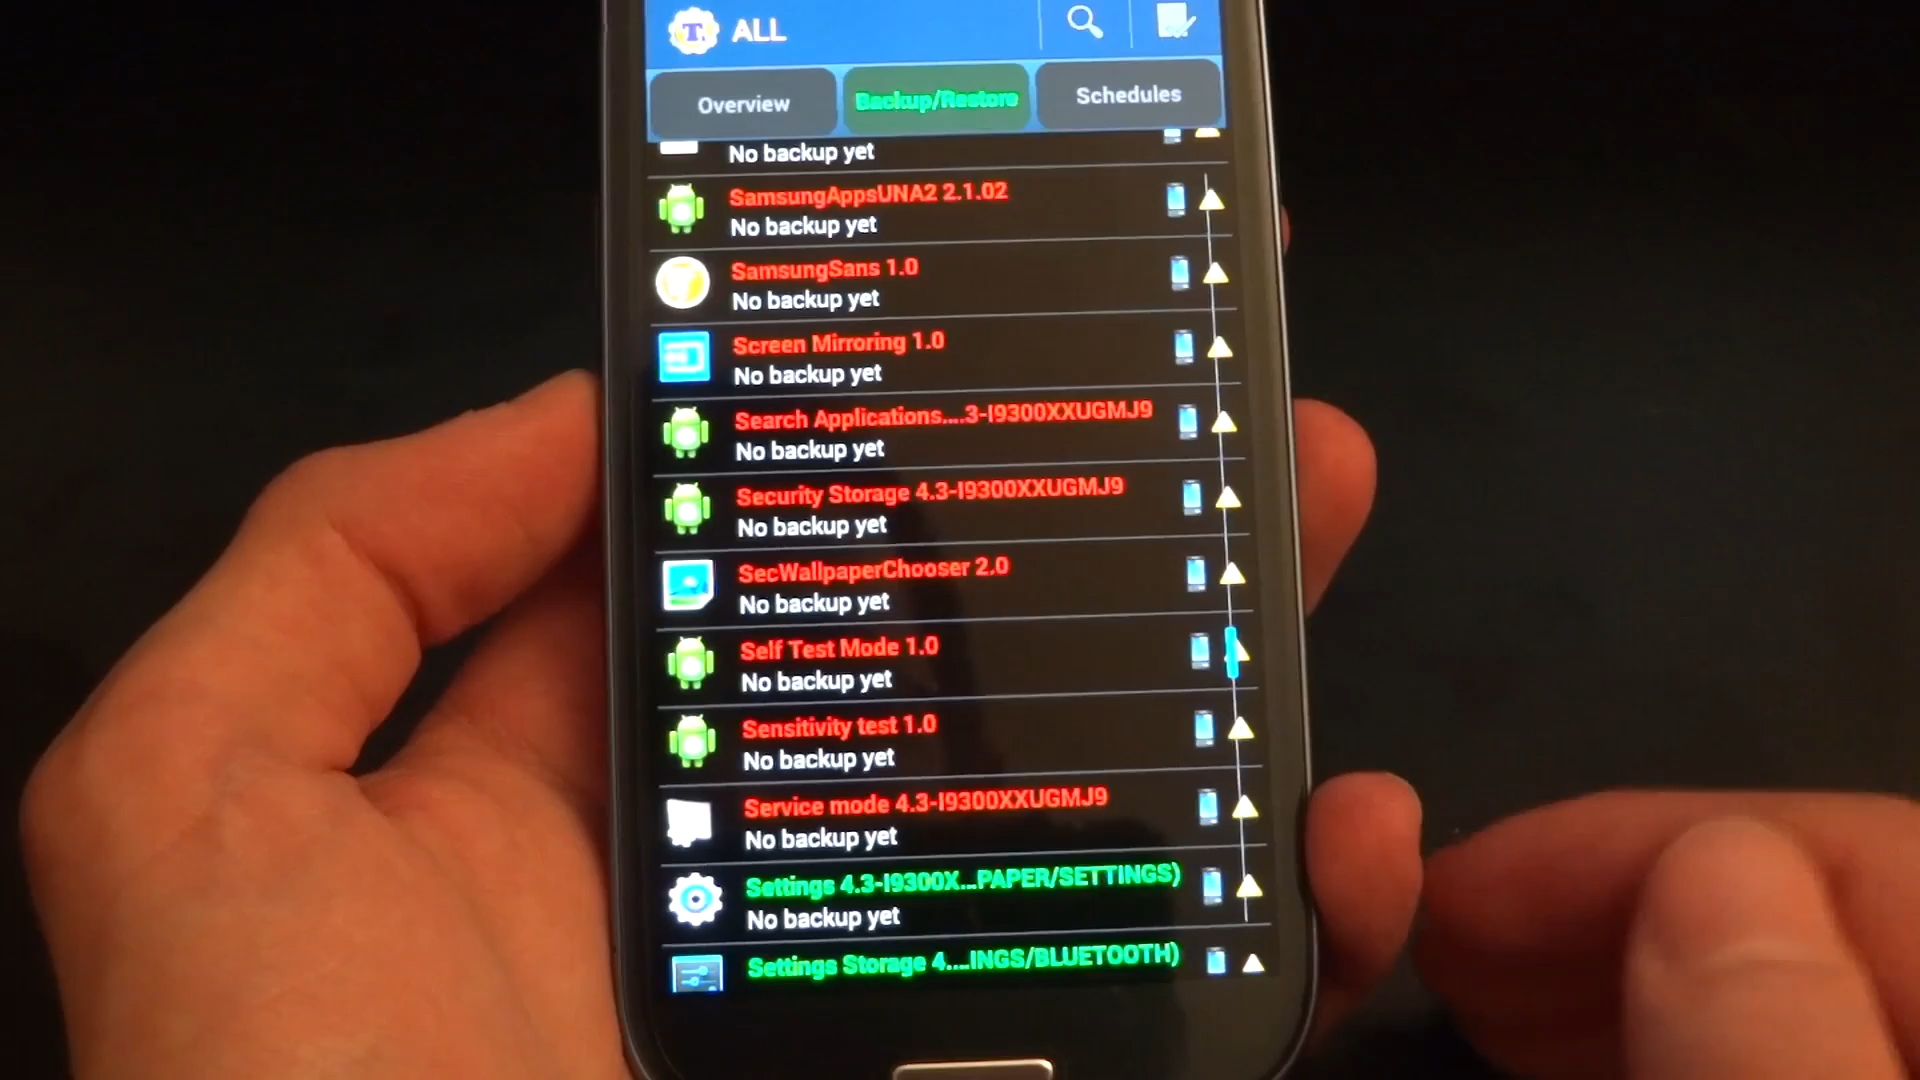 T
ALL
Overview
Backup/Restore
Schedules
No backup yet
SamsungAppsUNA2 2.1.02
No backup yet
SamsungSans 1.0
No backup yet
Screen Mirroring 1.0
No backup yet
Search Applications....3-I9300XXUGMJ9
No backup yet
Security Storage 4.3-I9300XXUGMJ9
No backup yet
SecWallpaperChooser 2.0
No backup yet
Self Test Mode 1.0
No backup yet
Sensitivity test 1.0
No backup yet
Service mode 4.3-I9300XXUGMJ9
No backup yet
Settings 4.3-I9300X...PAPER/SETTINGS)
No backup yet
Settings Storage 4....INGS/BLUETOOTH)